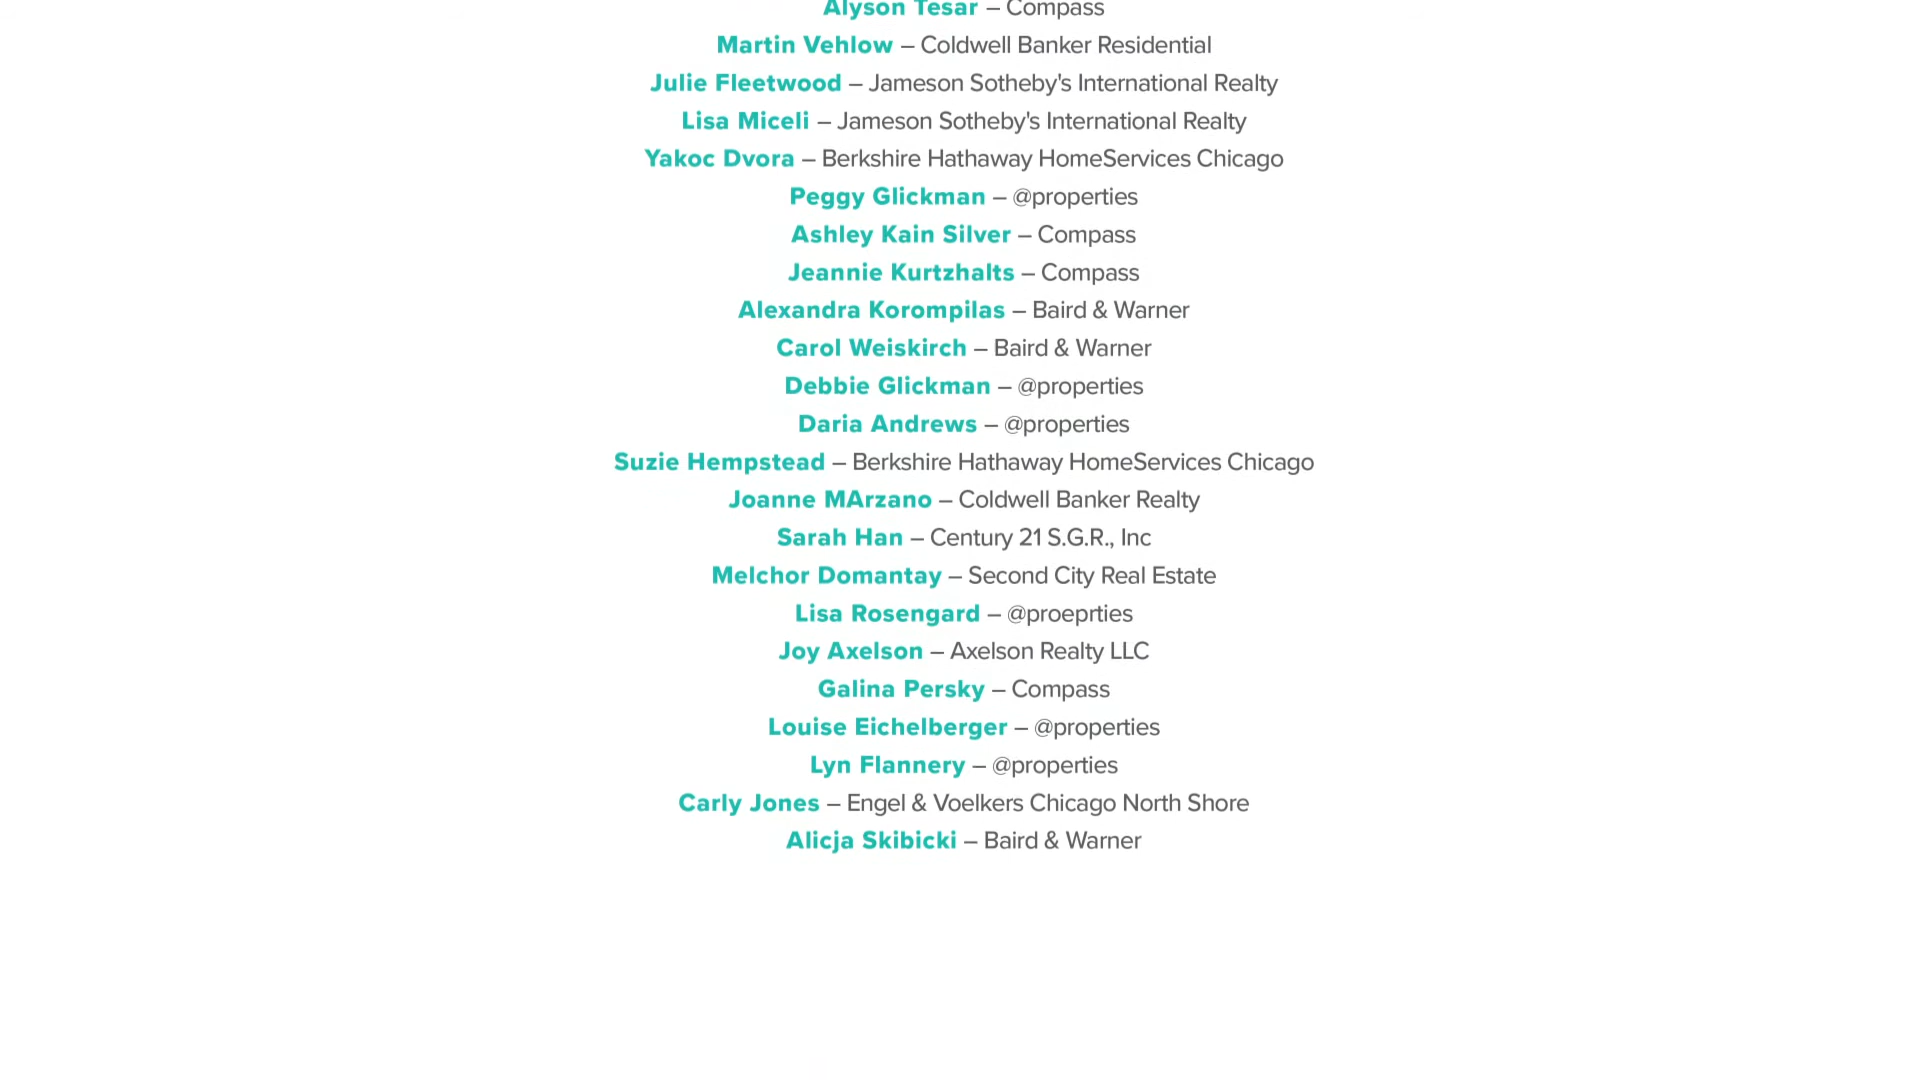 Alyson Tesar – Compass
Martin Vehlow – Coldwell Banker Residential
Julie Fleetwood – Jameson Sotheby's International Realty
Lisa Miceli – Jameson Sotheby's International Realty
Yakoc Dvora – Berkshire Hathaway HomeServices Chicago
Peggy Glickman – @properties
Ashley Kain Silver – Compass
Jeannie Kurtzhalts – Compass
Alexandra Korompilas – Baird & Warner
Carol Weiskirch – Baird & Warner
Debbie Glickman – @properties
Daria Andrews – @properties
Suzie Hempstead – Berkshire Hathaway HomeServices Chicago
Joanne MArzano – Coldwell Banker Realty
Sarah Han – Century 21 S.G.R., Inc
Melchor Domantay – Second City Real Estate
Lisa Rosengard – @proeprties
Joy Axelson – Axelson Realty LLC
Galina Persky – Compass
Louise Eichelberger – @properties
Lyn Flannery – @properties
Carly Jones – Engel & Voelkers Chicago North Shore
Alicja Skibicki – Baird & Warner